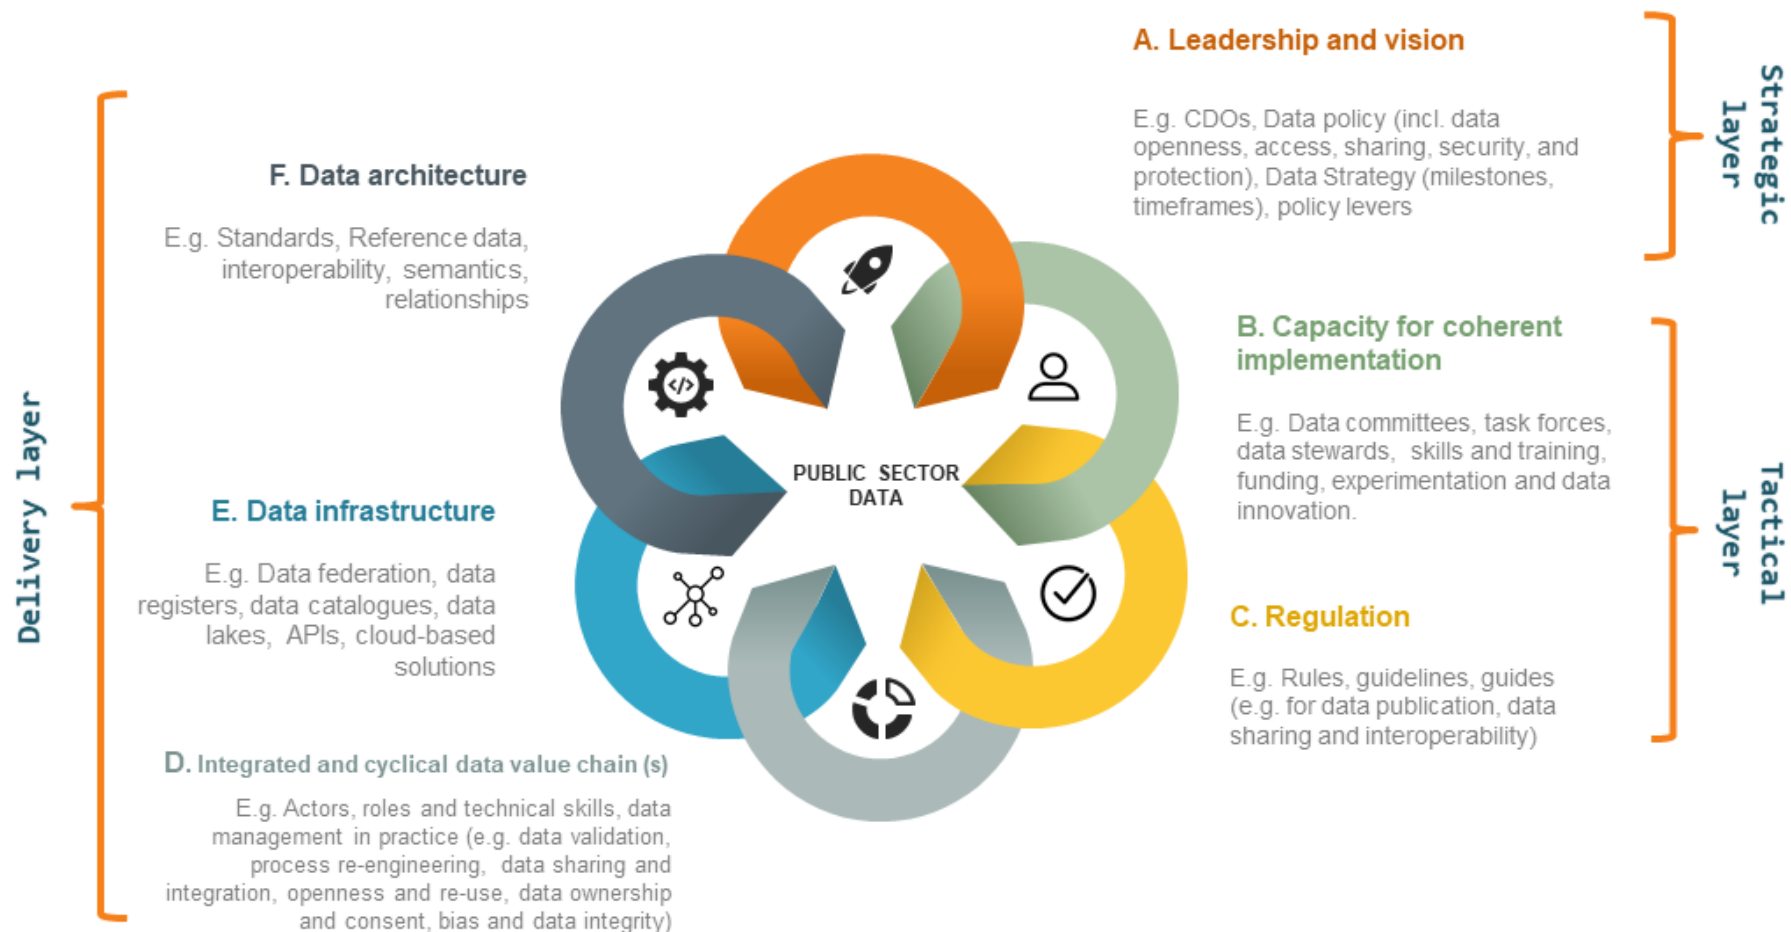 A. Leadership and vision
E.g. CDOs, Data policy (incl. data
openness, access, sharing, security, and
protection), Data Strategy (milestones,
timeframes), policy levers
Strategic
layer
B. Capacity for coherent
implementation
E.g. Data committees, task forces,
data stewards, skills and training,
funding, experimentation and data
innovation.
C. Regulation
E.g. Rules, guidelines, guides
(e.g. for data publication, data
sharing and interoperability)
Tactical
layer
F. Data architecture
E.g. Standards, Reference data,
interoperability, semantics,
relationships
E. Data infrastructure
E.g. Data federation, data
registers, data catalogues, data
lakes, APIs, cloud-based
solutions
D. Integrated and cyclical data value chain (s)
E.g. Actors, roles and technical skills, data
management in practice (e.g. data validation,
process re-engineering, data sharing and
integration, openness and re-use, data ownership
and consent, bias and data integrity)
Delivery layer
PUBLIC SECTOR
DATA
<//>